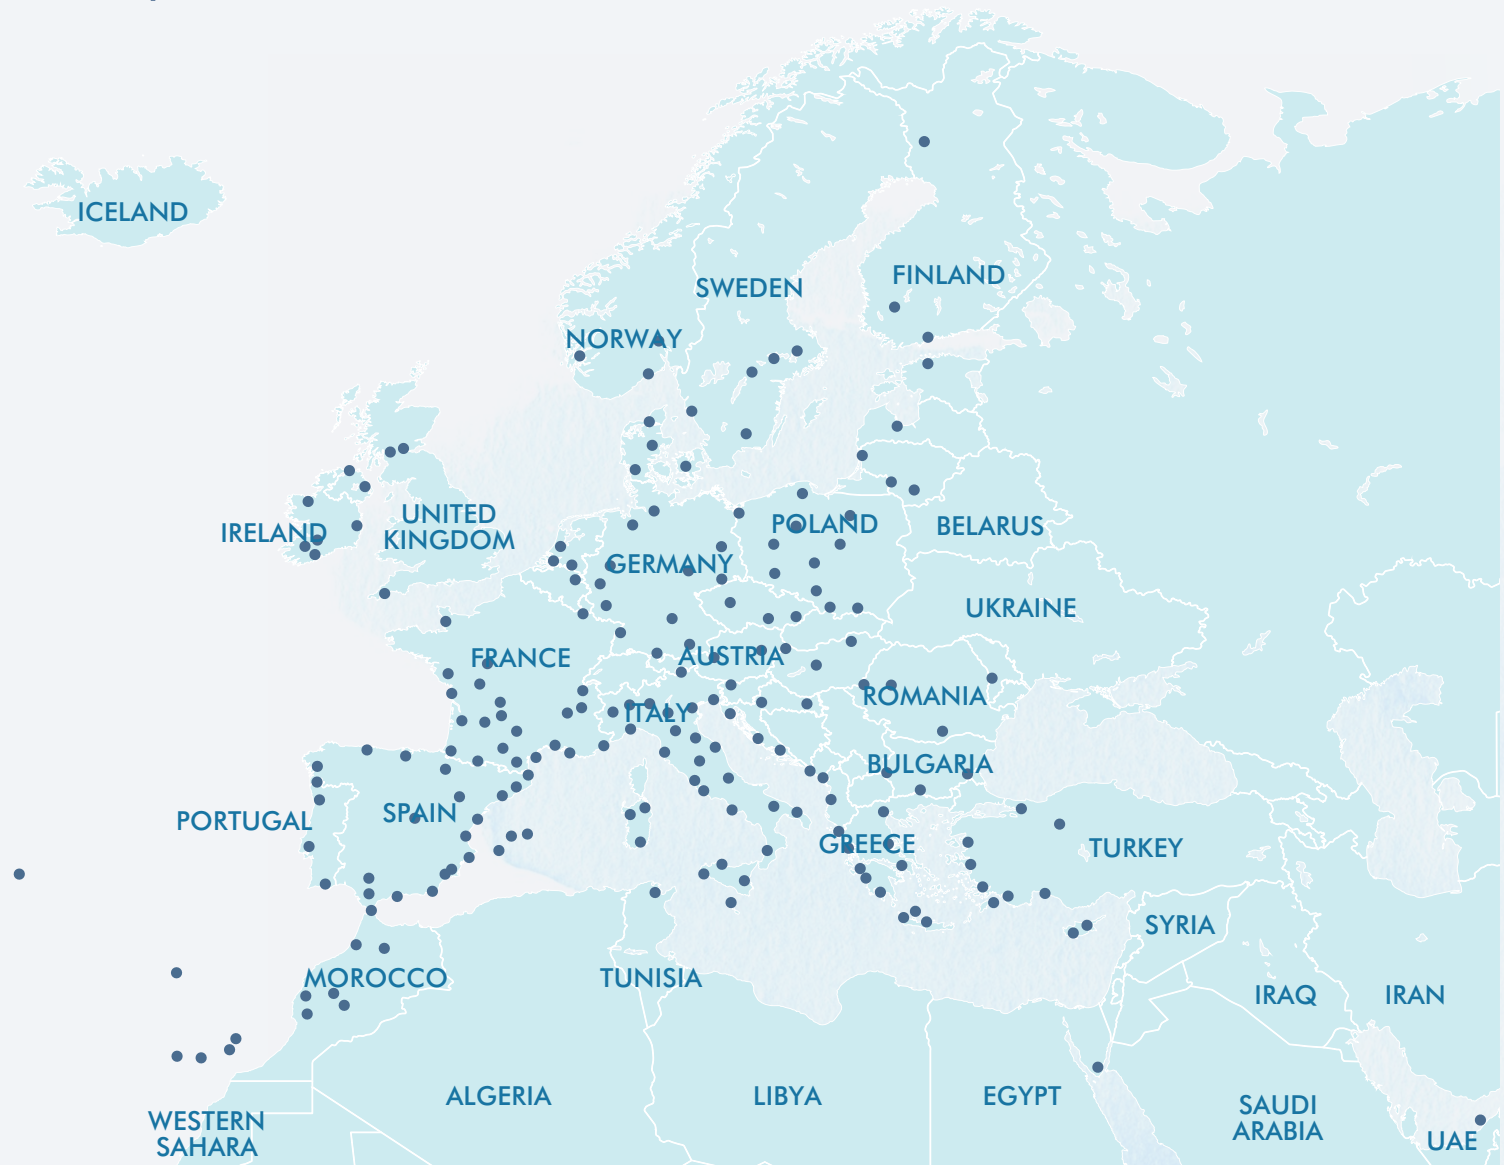 ICELAND
SWEDEN
FINLAND
NORWAY
IRELAND
UNITED
KINGDOM
POLAND
BELARUS
GERMANY
UKRAINE
FRANCE
AUSTRIA
ROMANIA
ITALY
BULGARIA
PORTUGAL
SPAIN
GREECE
TURKEY
SYRIA
MOROCCO
TUNISIA
IRAQ
IRAN
ALGERIA
LIBYA
EGYPT
SAUDI
ARABIA
WESTERN
SAHARA
UAE